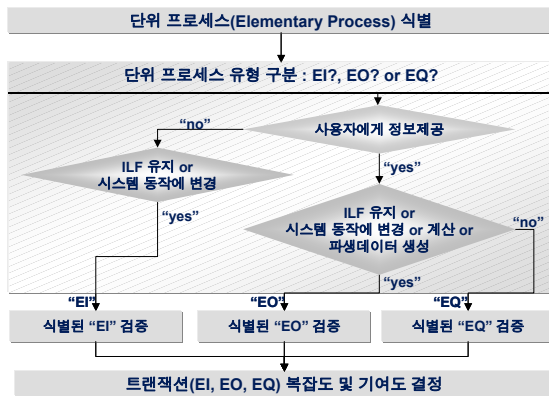 단위 프로세스(Elementary Process) 식별
단위 프로세스 유형 구분 : EI?, EO? or EQ?
사용자에게 정보제공
“no”
“yes”
ILF 유지 or
시스템 동작에 변경
“yes”
ILF 유지 or
시스템 동작에 변경 or 계산 or
파생데이터 생성
“no”
“yes”
“EI”
“EO”
“EQ”
식별된 “EI” 검증
식별된 “EO” 검증
식별된 “EQ” 검증
트랜잭션(EI, EO, EQ) 복잡도 및 기여도 결정